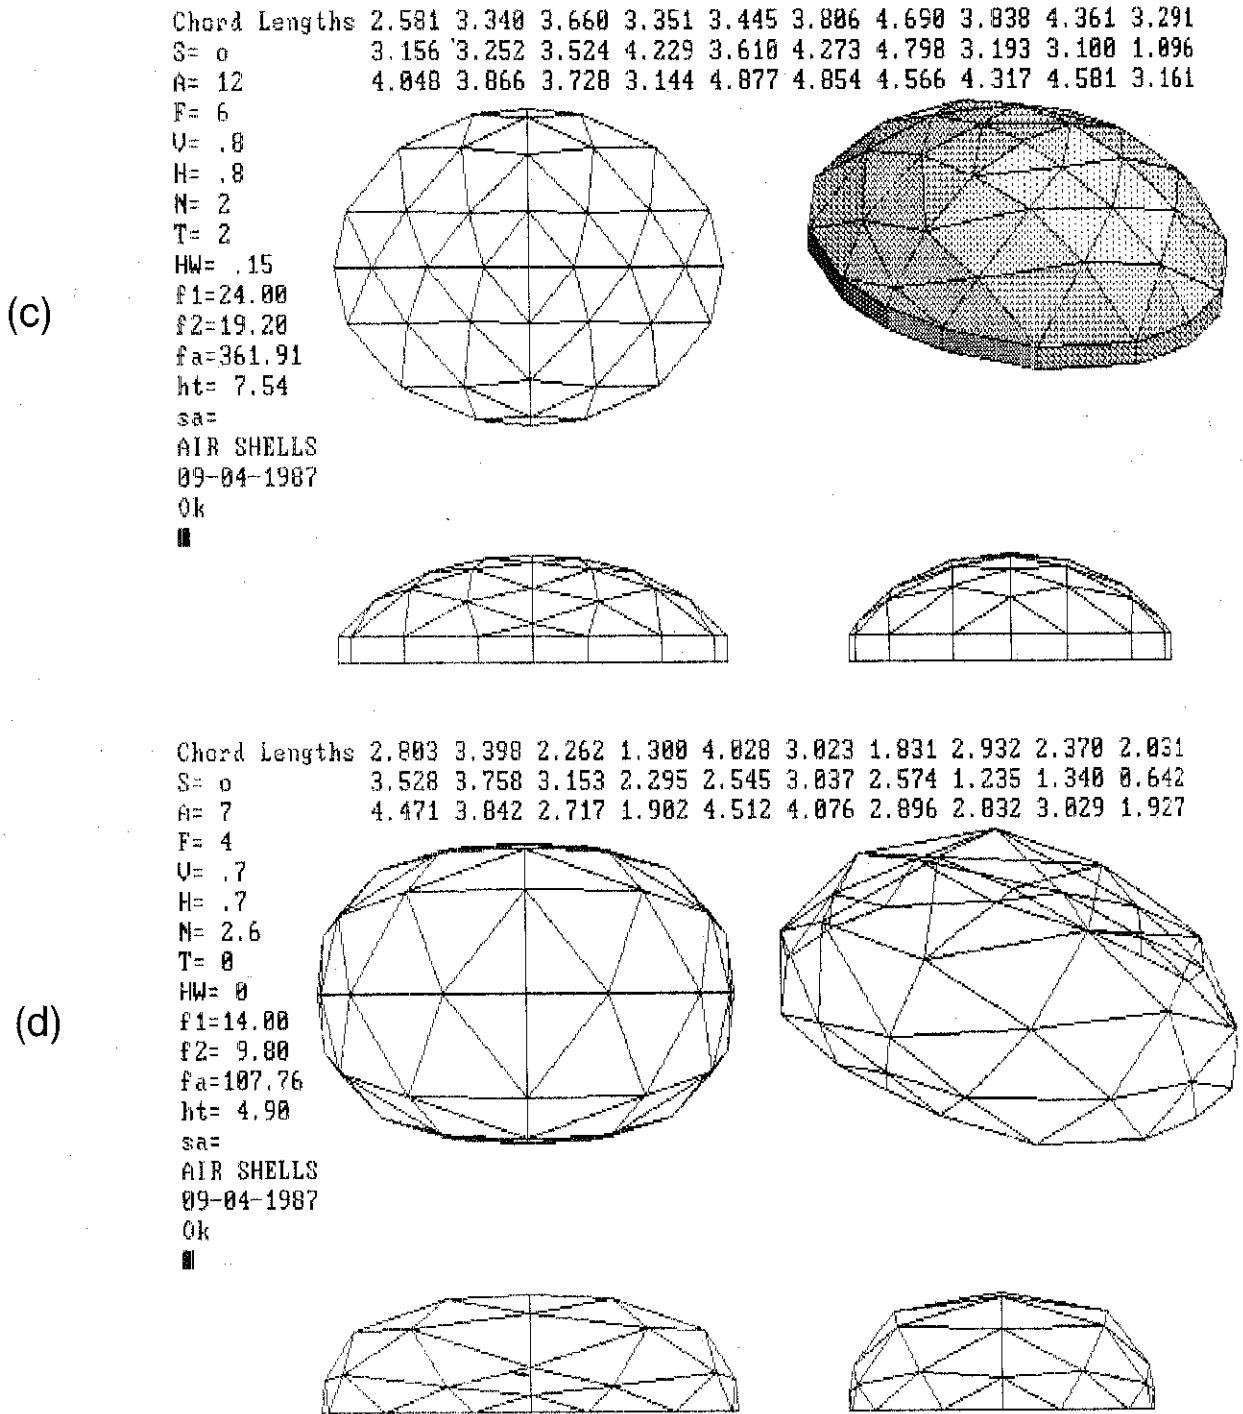 Chord Lengths 2.581 3.340 3.660 3.351 3.445 3.806 4.690 3.838 4.361 3.291
S= o 3.156 3.252 3.524 4.229 3.610 4.273 4.798 3.193 3.100 1.096
A= 12 4.048 3.866 3.728 3.144 4.877 4.854 4.566 4.317 4.581 3.161
F= 6
V= .8
H= .8
N= 2
T= 2
HW= .15
(c)
f1=24.00
f2=19.20
fa=361.91
ht= 7.54
sa=
AIR SHELLS
09-04-1987
Ok
Chord Lengths 2.803 3.398 2.262 1.300 4.028 3.023 1.831 2.932 2.370 2.031
S= o 3.528 3.758 3.153 2.295 2.545 3.037 2.574 1.235 1.340 0.642
A= 7 4.471 3.842 2.717 1.902 4.512 4.076 2.896 2.832 3.029 1.927
F= 4
V= .7
H= .7
N= 2.6
T= 0
HW= 0
(d)
f1=14.00
f2= 9.80
fa=107.76
ht= 4.90
sa=
AIR SHELLS
09-04-1987
Ok